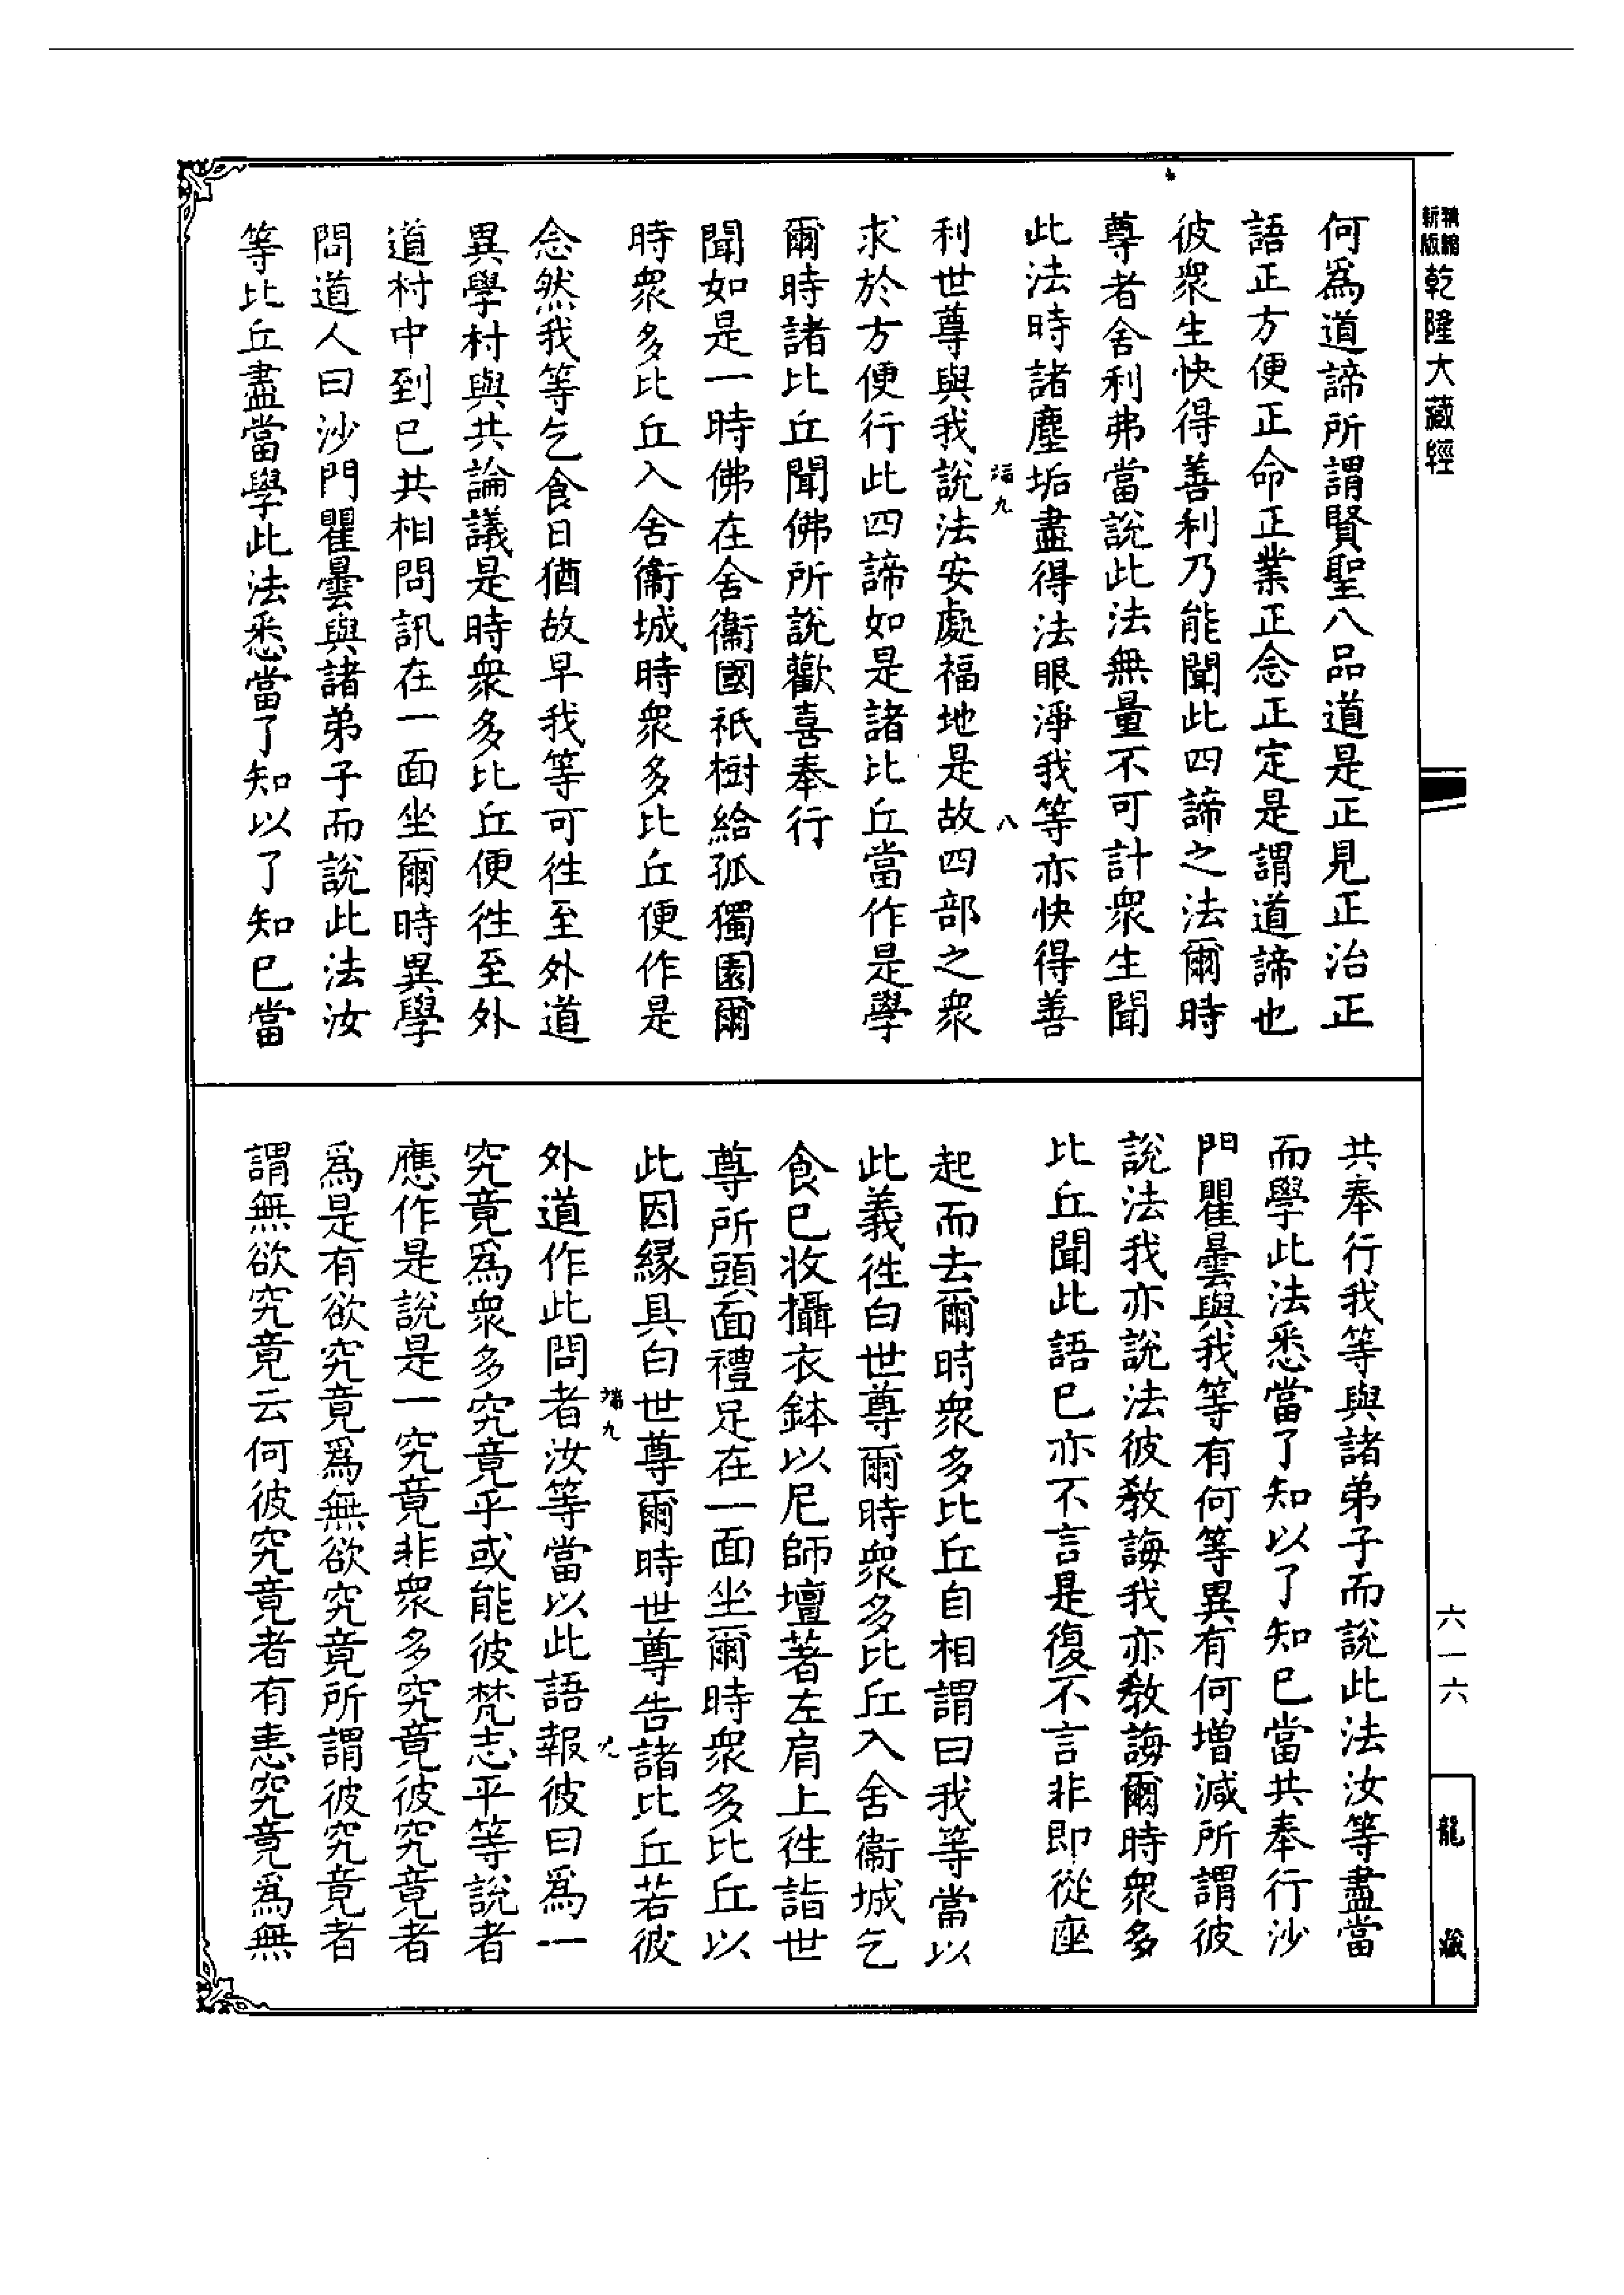 新版
精縮
乾隆大藏經
何為道諦所謂賢聖八品道是正見正治正
語正方便正命正業正念正定是謂道諦也
彼衆生快得善利乃能聞此四諦之法爾時
尊者舍利弗當說此法無量不可計衆生聞
此法時諸塵垢盡得法眼淨我等亦快得善
端九
八
利世尊與我說法安處福地是故四部之衆
求於方便行此四諦如是諸比丘當作是學
爾時諸比丘聞佛所說歡喜奉行
聞如是一時佛在舍衞國祇樹給孤獨園爾
時衆多比丘入舍衞城時衆多比丘便作是
念然我等乞食日猶故早我等可往至外道
異學村與共論議是時衆多比丘便往至外
道村中到已共相問訊在一面坐爾時異學
問道人曰沙門瞿曇與諸弟子而說此法汝
等比丘盡當學此法悉當了知以了知已當
共奉行我等與諸弟子而說此法汝等盡當
而學此法悉當了知以了知已當共奉行沙
門瞿曇與我等有何等異有何增減所謂彼
說法我亦說法彼教誨我亦教誨爾時衆多
比丘聞此語已亦不言是復不言非即從座
起而去爾時衆多比丘自相謂曰我等當以
此義往白世尊爾時衆多比丘入舍衞城乞
食已收攝衣鉢以尼師壇著左肩上往詣世
尊所頭面禮足在一面坐爾時衆多比丘以
此因緣具白世尊爾時世尊告諸比丘若彼
端九
九
外道作此問者汝等當以此語報彼曰爲一
究竟爲衆多究竟乎或能彼梵志平等說者
應作是說是一究竟非衆多究竟彼究竟者
爲是有欲究竟爲無欲究竟所謂彼究竟者
謂無欲究竟云何彼究竟者有恚究竟爲無
六一六
龍藏